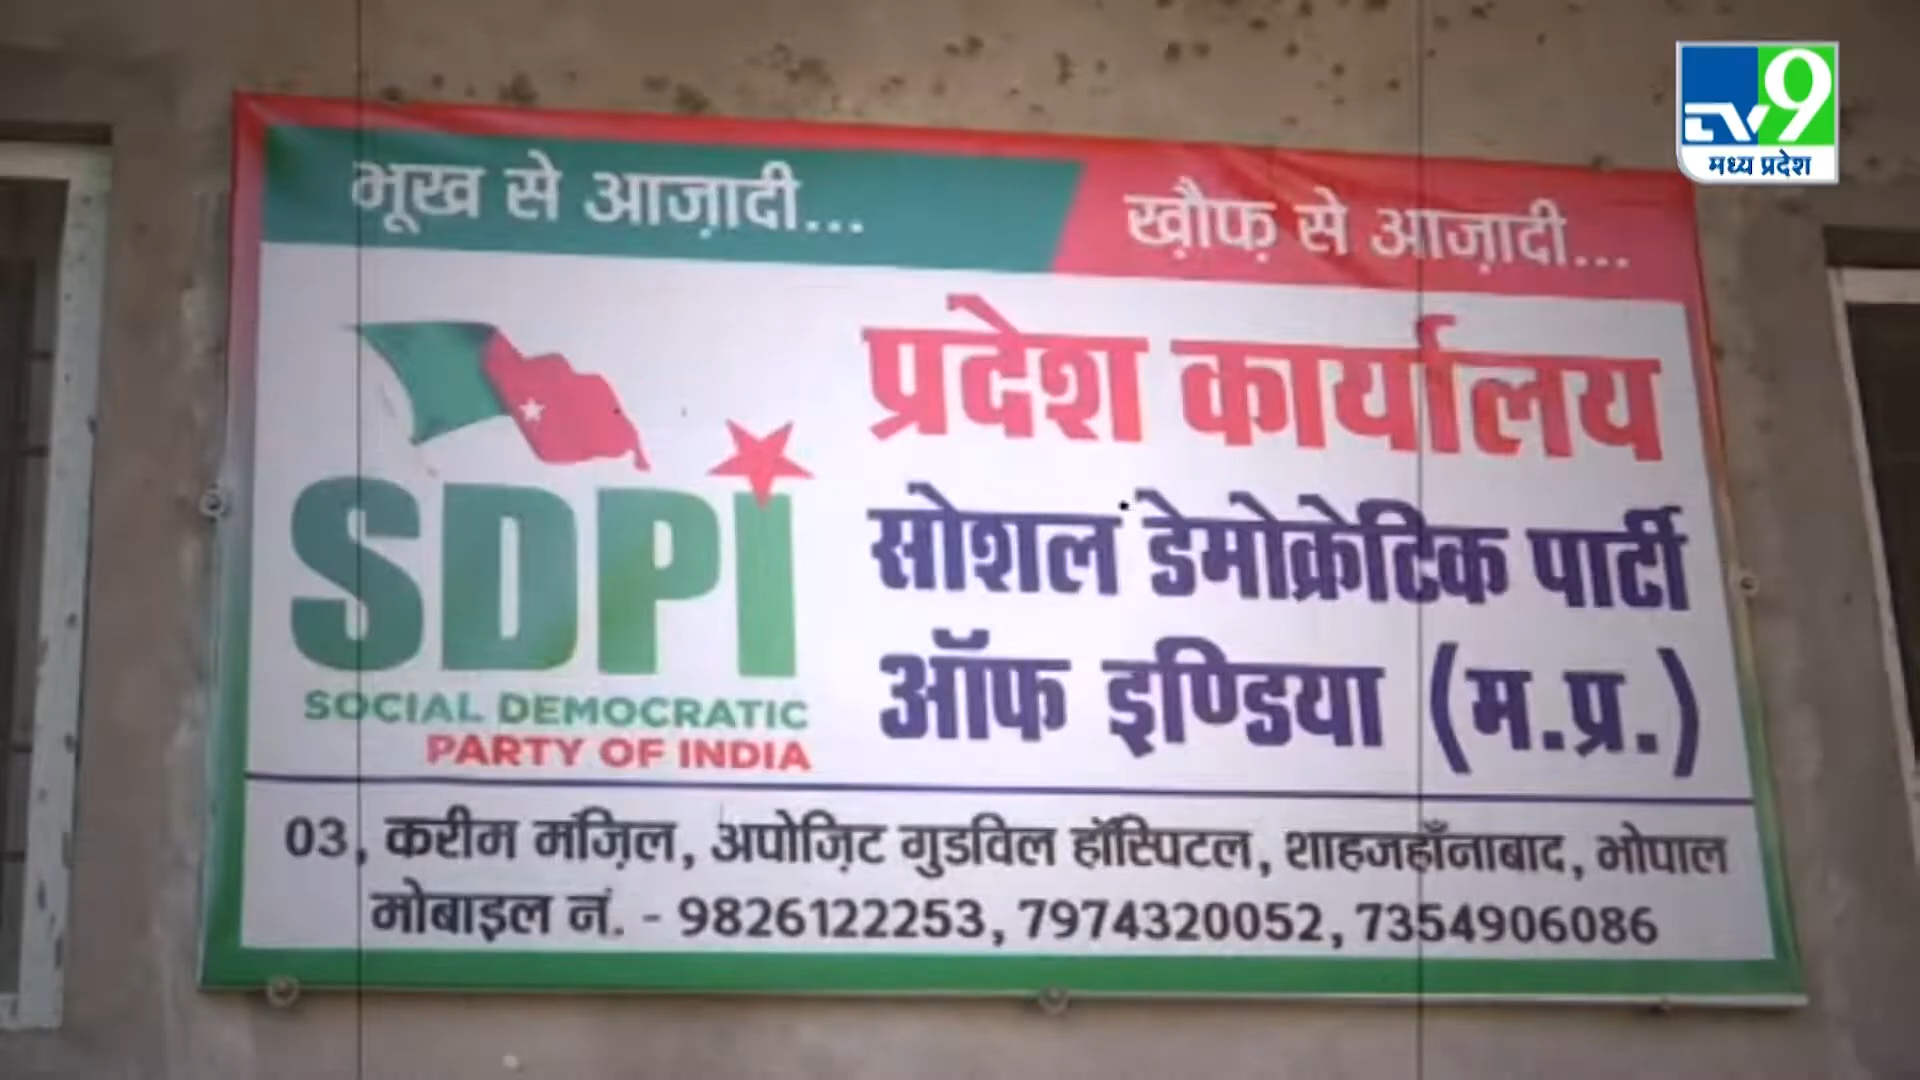 TV9
मध्य प्रदेश
भूख से आज़ादी... ख़ौफ़ से आज़ादी...
प्रदेश कार्यालय
सोशल डेमोक्रेटिक पार्टी
ऑफ इण्डिया (म.प्र.)
SDPI
SOCIAL DEMOCRATIC
PARTY OF INDIA
03, करीम मंज़िल, अपोज़िट गुडविल हॉस्पिटल, शाहजहाँनाबाद, भोपाल
मोबाइल नं. - 9826122253, 7974320052, 7354906086